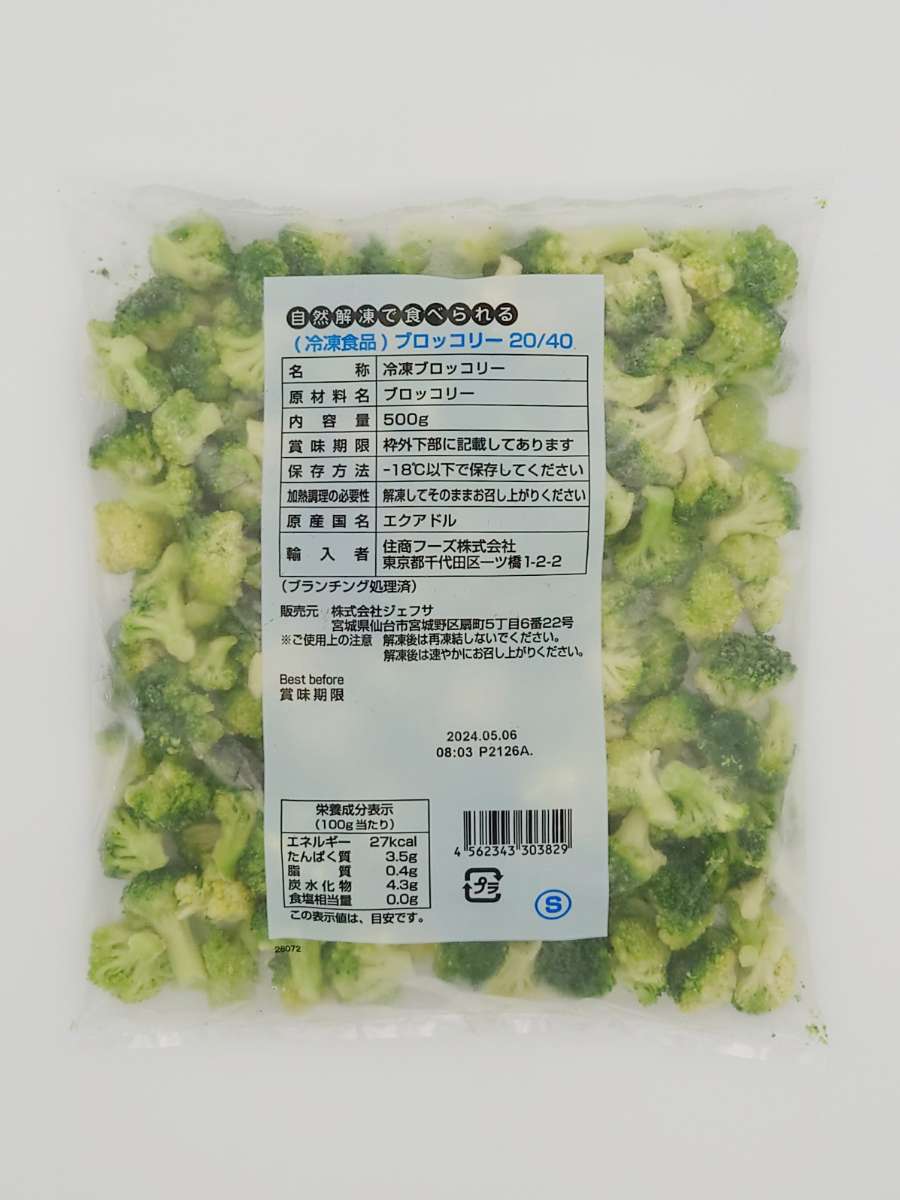 自然解凍で食べられる
(冷凍食品)ブロッコリー 20/40
名称 冷凍ブロッコリー
原材料名 ブロッコリー
内容量 500g
賞味期限 枠外下部に記載してあります
保存方法 -18℃以下で保存してください
加熱調理の必要性 解凍してそのままお召し上がりください
原産国名 エクアドル
輸入者 住商フーズ株式会社
東京都千代田区一ツ橋1-2-2
(ブランチング処理済)
販売元 株式会社ジェフサ
宮城県仙台市宮城野区扇町5丁目6番22号
※ご使用上の注意 解凍後は再凍結しないでください。
解凍後は速やかにお召し上がりください。
Best before
賞味期限
2024.05.06
08:03 P2126A.
栄養成分表示
(100g当たり)
エネルギー 27kcal
たんぱく質 3.5g
脂質 0.4g
炭水化物 4.3g
食塩相当量 0.0g
この表示値は、目安です。
4 562343 303829
プラ
S
28072